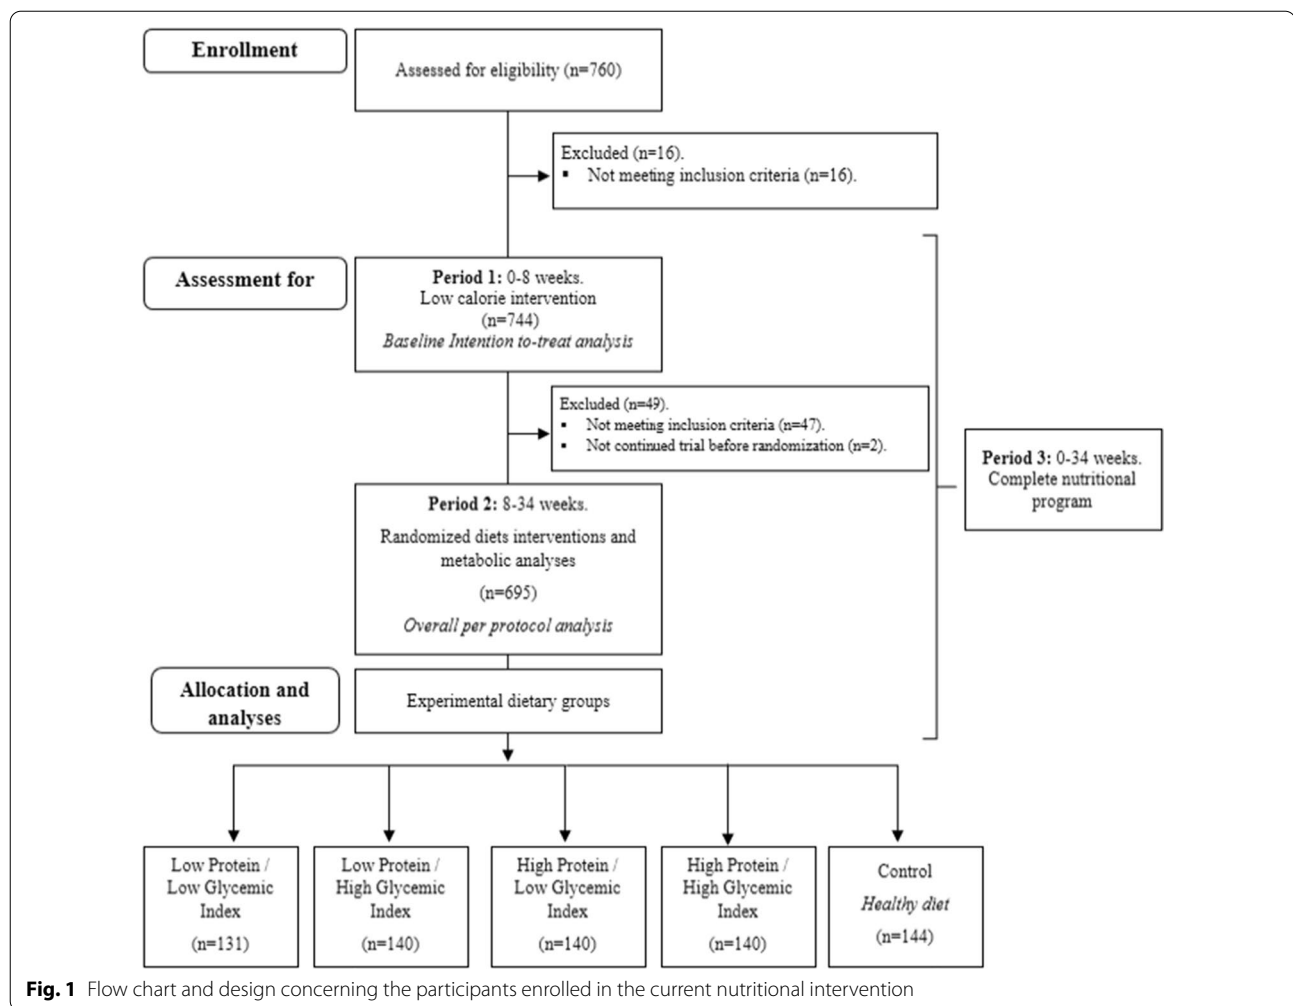 Enrollment
Assessed for eligibility (n=760)
Excluded (n=16).
▪ Not meeting inclusion criteria (n=16).
Assessment for
Period 1: 0-8 weeks.
Low calorie intervention
(n=744)
Baseline Intention to-treat analysis
Excluded (n=49).
▪ Not meeting inclusion criteria (n=47).
▪ Not continued trial before randomization (n=2).
Period 3: 0-34 weeks.
Complete nutritional
program
Period 2: 8-34 weeks.
Randomized diets interventions and
metabolic analyses
(n=695)
Overall per protocol analysis
Allocation and
analyses
Experimental dietary groups
Low Protein /
Low Glycemic
Index
(n=131)
Low Protein /
High Glycemic
Index
(n=140)
High Protein /
Low Glycemic
Index
(n=140)
High Protein /
High Glycemic
Index
(n=140)
Control
Healthy diet
(n=144)
Fig. 1 Flow chart and design concerning the participants enrolled in the current nutritional intervention